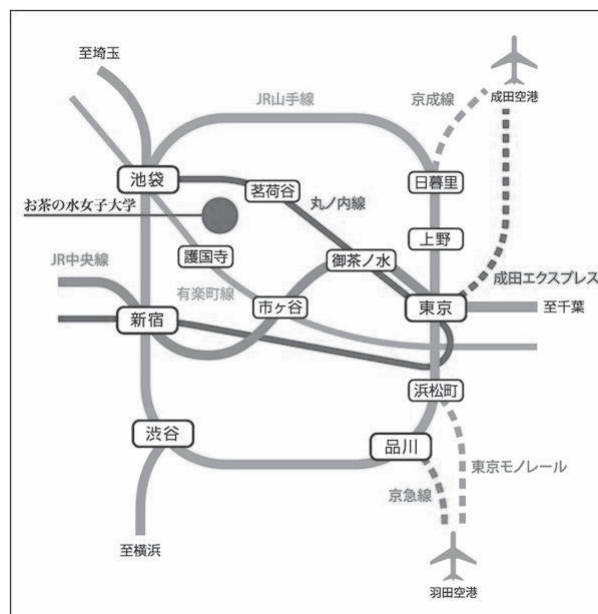 至埼玉
JR山手線
京成線
成田空港
池袋
茗荷谷
丸ノ内線
日暮里
お茶の水女子大学
上野
護国寺
御茶ノ水
JR中央線
成田エクスプレス
有楽町線
市ヶ谷
新宿
東京
至千葉
浜松町
渋谷
品川
東京モノレール
京急線
至横浜
羽田空港